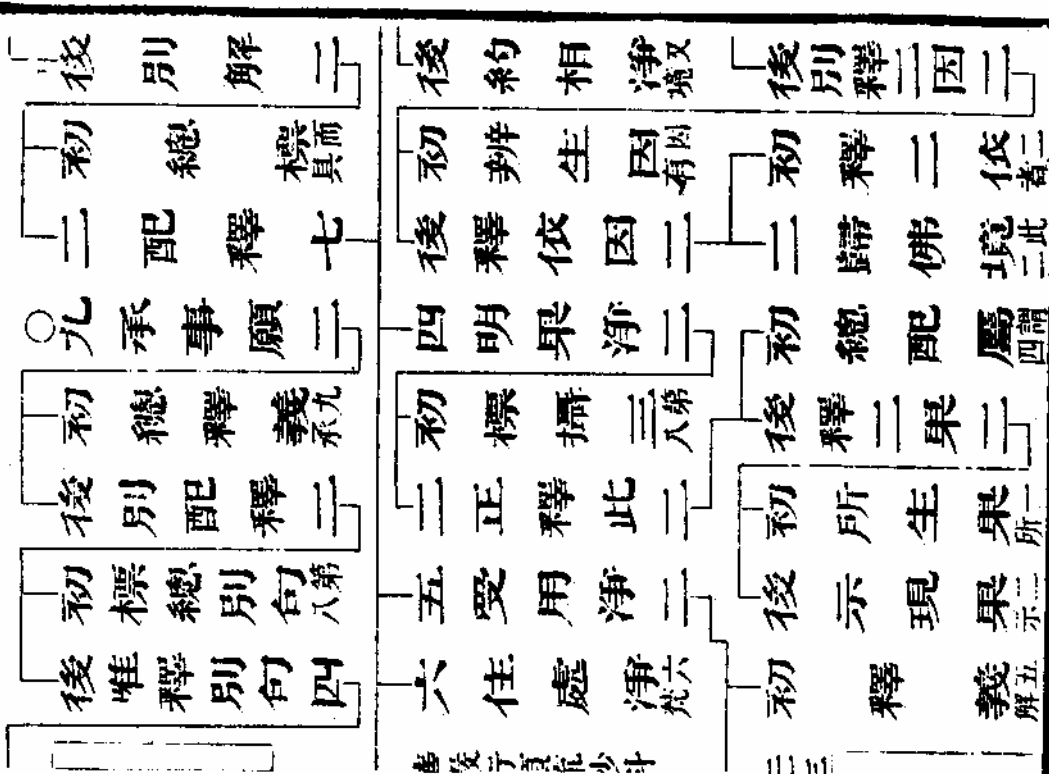 後別解二
初總標而具
二配釋七
○九承事願二
初總釋義九承
後別配釋二
初標總別句第八
後唯釋別句四
後約相淨又境
初辨生因因有
後釋依因二
四明果淨二
初標攝三第八
二正釋此二
五受用淨二
六住處淨六梵
後別釋二因二
初釋二依二者
二歸佛境此二
初總配屬謂四
後釋二果二
初所生果一所
後示現果二示
初釋義五解